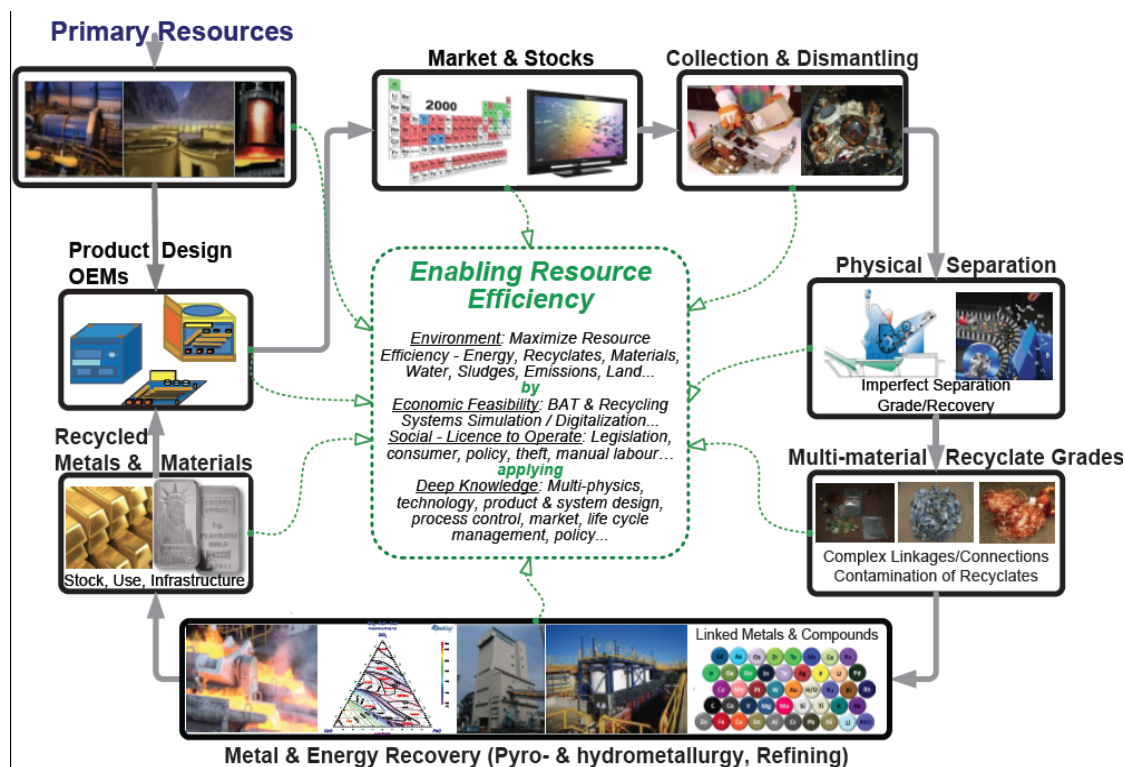 Primary Resources
Market & Stocks
Collection & Dismantling
2000
Product Design
OEMs
Physical Separation
Enabling Resource
Efficiency
Environment: Maximize Resource
Efficiency - Energy, Recyclates, Materials,
Water, Sludges, Emissions, Land...
by
Economic Feasibility: BAT & Recycling
Systems Simulation / Digitalization...
Social - Licence to Operate: Legislation,
consumer, policy, theft, manual labour...
applying
Deep Knowledge: Multi-physics,
technology, product & system design,
process control, market, life cycle
management, policy...
Imperfect Separation
Grade/Recovery
Recycled
Metals & Materials
Stock, Use, Infrastructure
Multi-material Recyclate Grades
Complex Linkages/Connections
Contamination of Recyclates
Linked Metals & Compounds
Metal & Energy Recovery (Pyro- & hydrometallurgy, Refining)